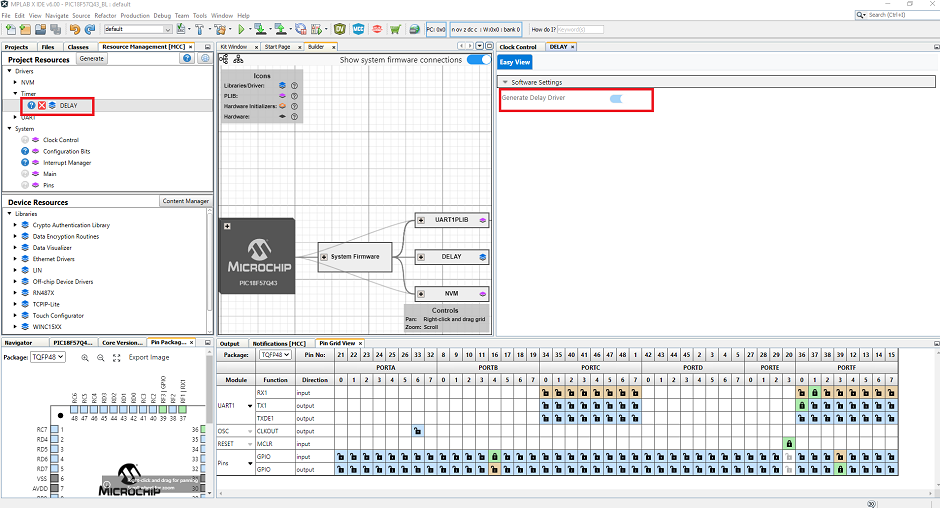 MPLAB X IDE v6.00 - PIC18F57Q43_BL : default
File Edit View Navigate Source Refactor Production Debug Team Tools Window Help
Search (Ctrl+I)
default
DV MCC
PC: 0x0 n ov z dc c : W:0x0 : bank 0 How do I? Keyword(s)
Projects Files Classes Resource Management [MCC]
Project Resources Generate
Drivers
NVM
Timer
DELAY
UART
System
Clock Control
Configuration Bits
Interrupt Manager
Main
Pins
Device Resources Content Manager
Libraries
Crypto Authentication Library
Data Encryption Routines
Data Visualizer
Ethernet Drivers
LIN
Off-chip Device Drivers
RN487X
TCPIP-Lite
Touch Configurator
WINC15XX
Kit Window Start Page Builder
Show system firmware connections
Icons
Libraries/Driver:
PLIB:
Hardware Initializers:
Hardware:
MICROCHIP
PIC18F57Q43
System Firmware
UART1PLIB
DELAY
NVM
Controls
Pan: Right-click and drag grid
Zoom: Scroll
Clock Control DELAY
Easy View
Software Settings
Generate Delay Driver
Navigator PIC18F57Q4... Core Version... Pin Packag...
Package: TQFP48 Export Image
RC6 RC5 RC4 RD3 RD2 RD1 RD0 RC3 RC2 RF3 | GPIO RF2 RF1 | RX1
48 47 46 45 44 43 42 41 40 39 38 37
RC7 1 36
RD4 2 35
RD5 3 34
RD6 4 33
RD7 5 32
VSS 6 31
AVDD 7 30
8 29
Right-click and drag for panning
MICROCHIP
Output Notifications [MCC] Pin Grid View
Package: TQFP48 Pin No: 21 22 23 24 25 26 33 32 8 9 10 11 16 17 18 19 34 35 40 41 46 47 48 1 42 43 44 45 2 3 4 5 27 28 29 20 36 37 38 39 12 13 14 15
PORTA PORTB PORTC PORTD PORTE PORTF
Module Function Direction 0 1 2 3 4 5 6 7 0 1 2 3 4 5 6 7 0 1 2 3 4 5 6 7 0 1 2 3 4 5 6 7 0 1 2 3 0 1 2 3 4 5 6 7
UART1
RX1 input
TX1 output
TXDE1 output
OSC CLKOUT output
RESET MCLR input
Pins
GPIO input
GPIO output